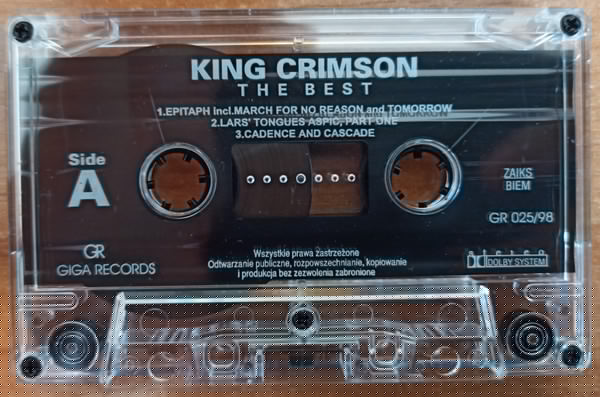 KING CRIMSON
THE BEST
1.EPITAPH incl.MARCH FOR NO REASON and TOMORROW
2.LARS' TONGUES ASPIC, PART ONE
3.CADENCE AND CASCADE
Side
A
ZAIKS
BIEM
GR 025/98
GR
GIGA RECORDS
Wszystkie prawa zastrzeżone
Odtwarzanie publiczne, rozpowszechnianie, kopiowanie
i produkcja bez zezwolenia zabronione
stereo
DOLBY SYSTEM